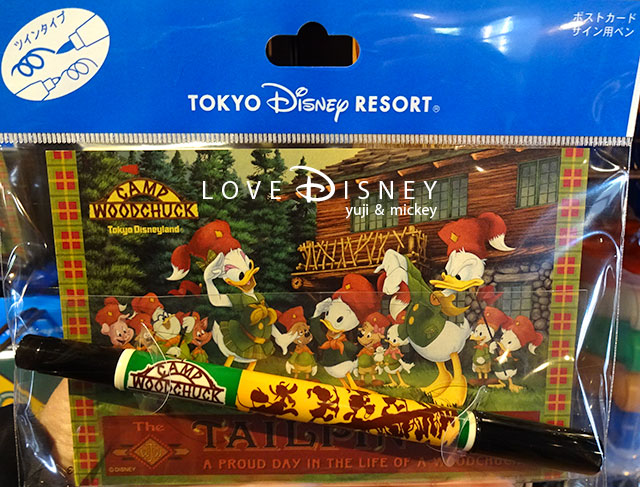 ツインタイプ
ポストカード
サイン用ペン
TOKYO Disney RESORT®
LOVE DISNEY
yuji & mickey
CAMP
WOODCHUCK
Tokyo Disneyland
CAMP
WOODCHUCK
The TAILPIN
©DISNEY
A PROUD DAY IN THE LIFE OF A WOODCHUCK